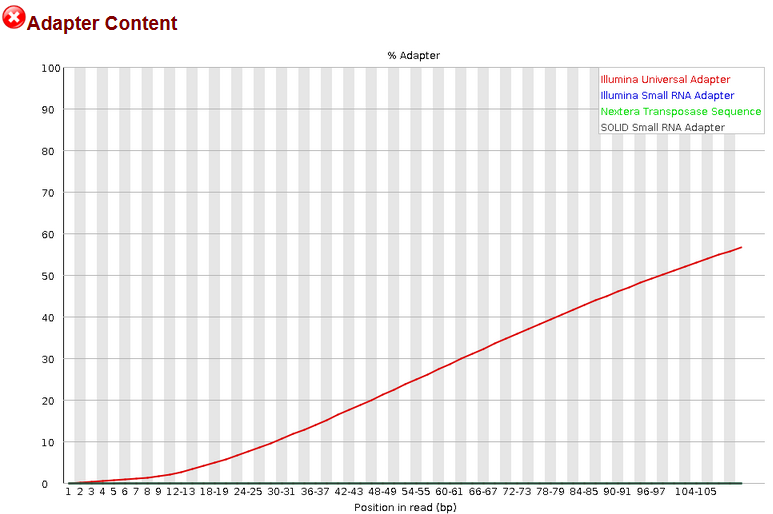 Adapter Content
% Adapter
100
90
80
70
60
50
40
30
20
10
0
Illumina Universal Adapter
Illumina Small RNA Adapter
Nextera Transposase Sequence
SOLID Small RNA Adapter
1 2 3 4 5 6 7 8 9 12-13 18-19 24-25 30-31 36-37 42-43 48-49 54-55 60-61 66-67 72-73 78-79 84-85 90-91 96-97 104-105
Position in read (bp)